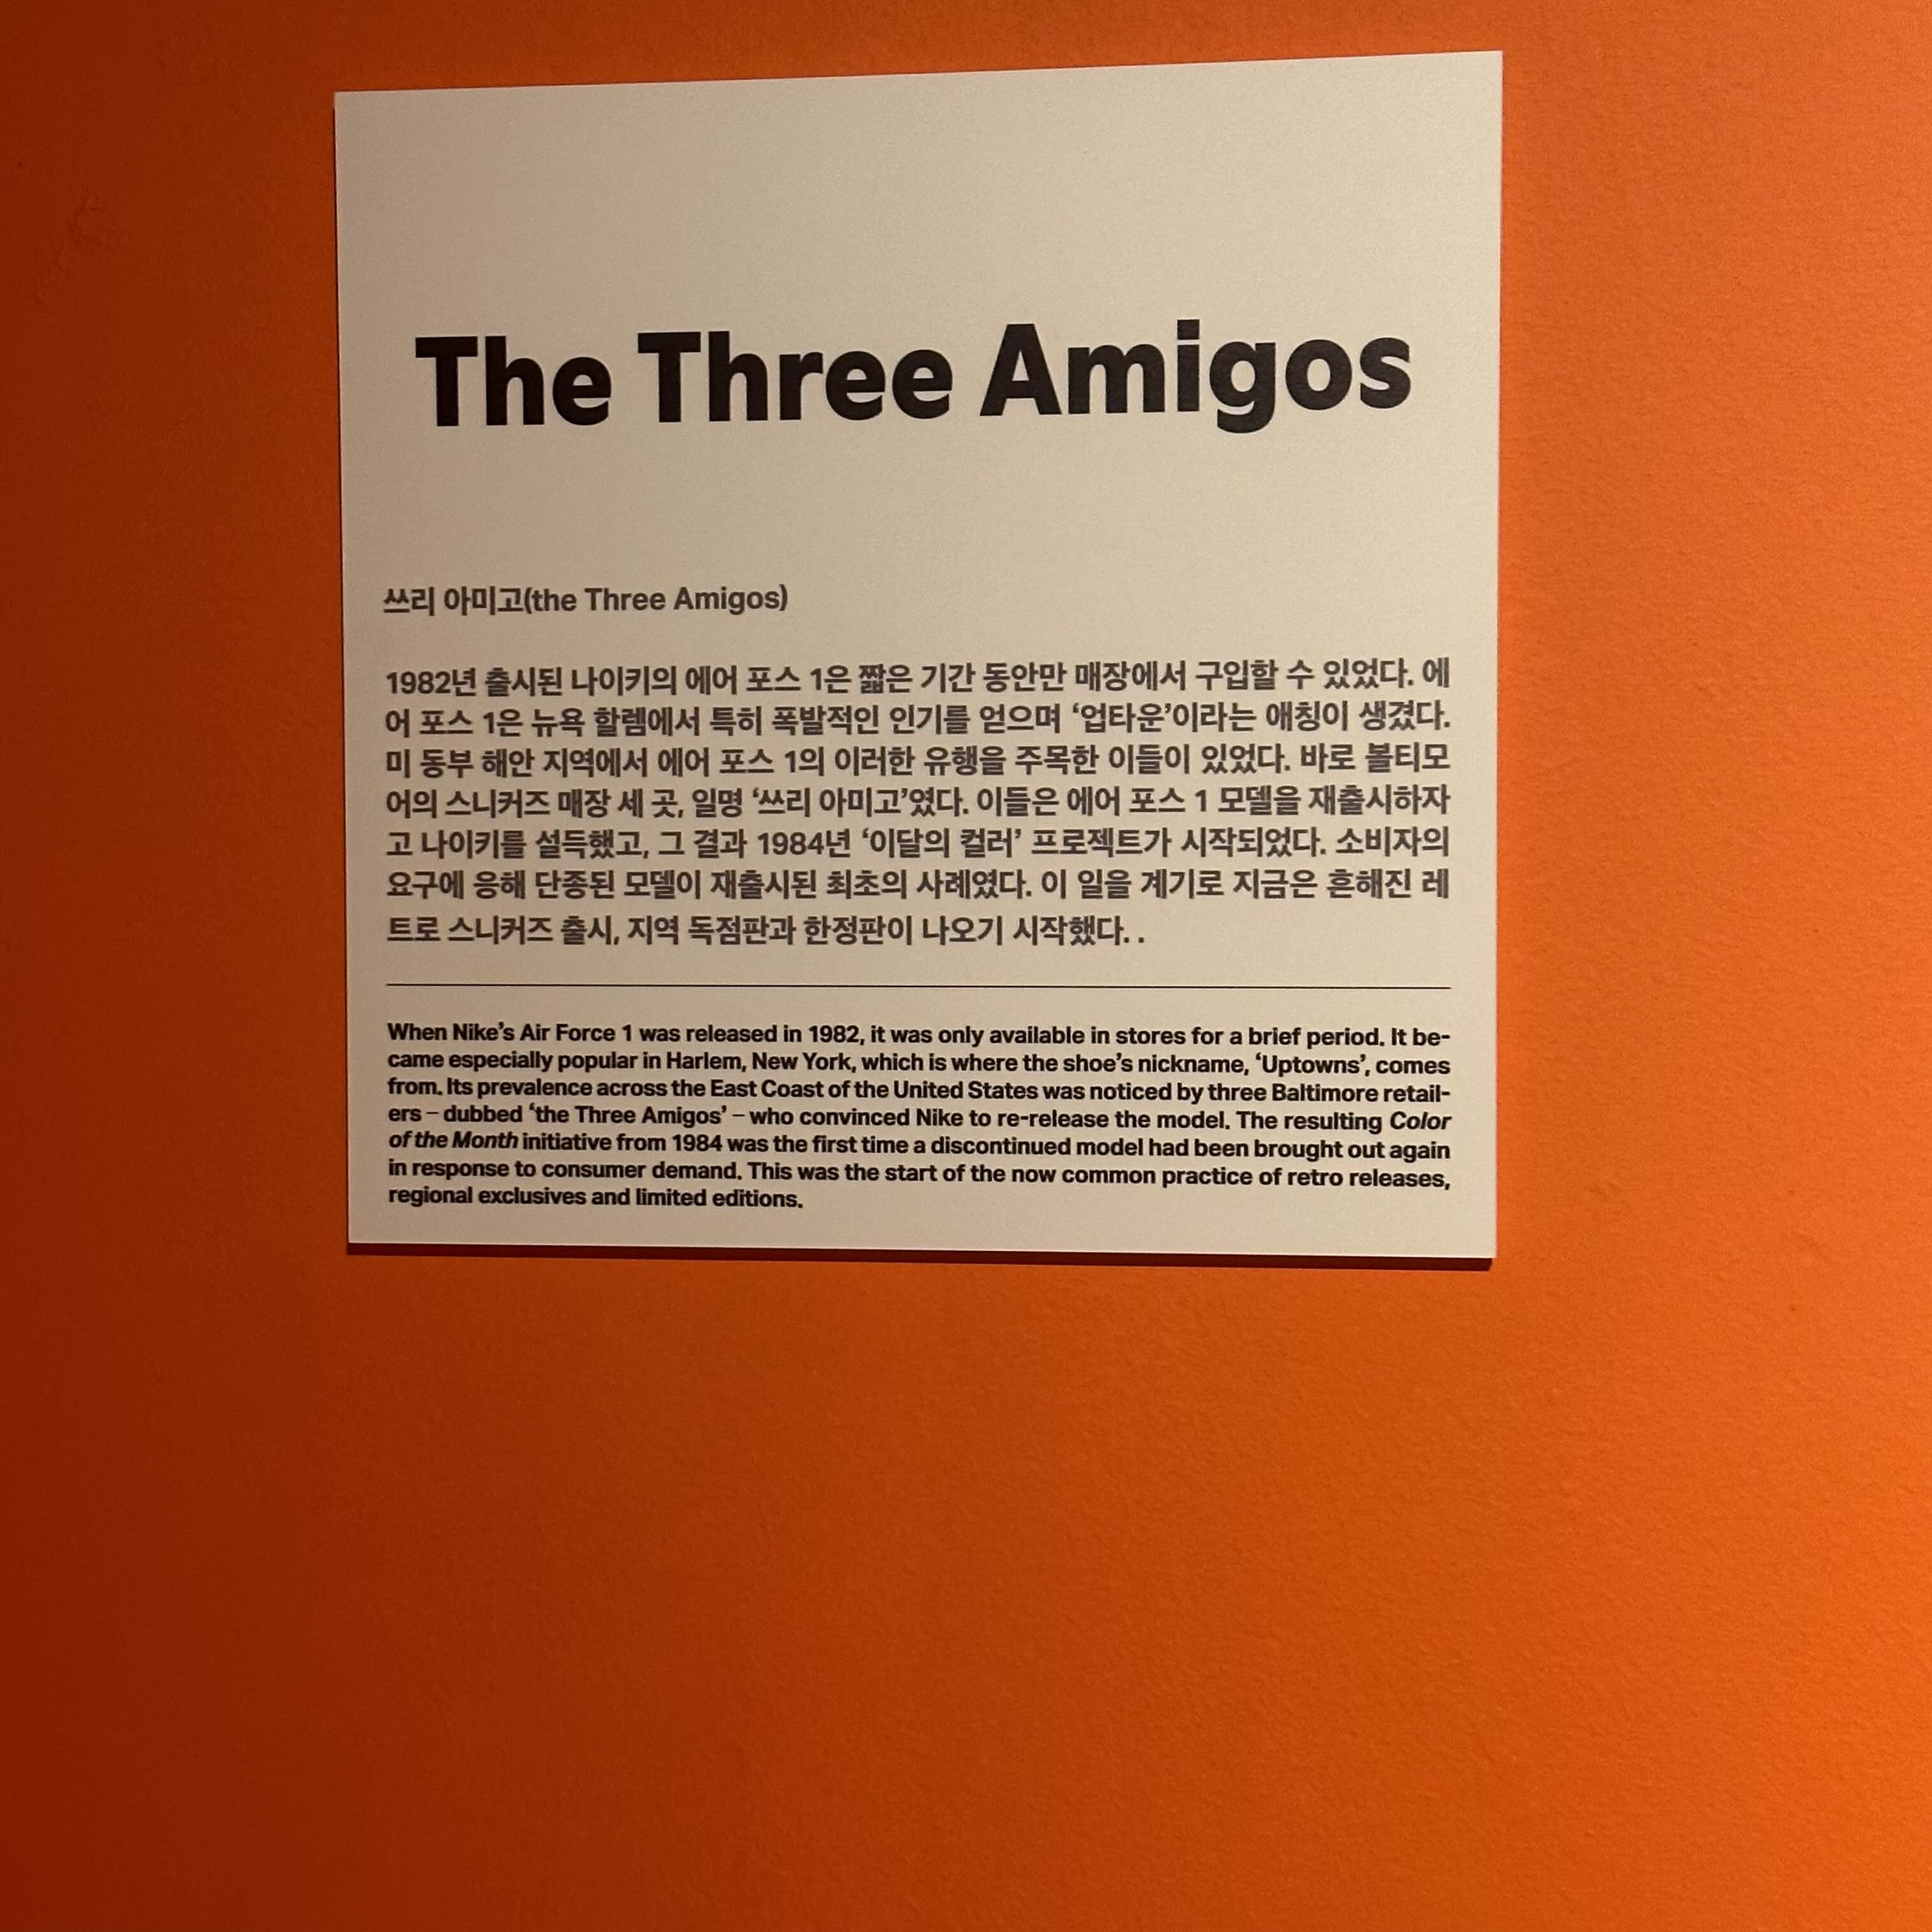 The Three Amigos
쓰리 아미고(the Three Amigos)
1982년 출시된 나이키의 에어 포스 1은 짧은 기간 동안만 매장에서 구입할 수 있었다. 에
어 포스 1은 뉴욕 할렘에서 특히 폭발적인 인기를 얻으며 ‘업타운’이라는 애칭이 생겼다.
미 동부 해안 지역에서 에어 포스 1의 이러한 유행을 주목한 이들이 있었다. 바로 볼티모
어의 스니커즈 매장 세 곳, 일명 ‘쓰리 아미고’였다. 이들은 에어 포스 1 모델을 재출시하자
고 나이키를 설득했고, 그 결과 1984년 ‘이달의 컬러’ 프로젝트가 시작되었다. 소비자의
요구에 응해 단종된 모델이 재출시된 최초의 사례였다. 이 일을 계기로 지금은 흔해진 레
트로 스니커즈 출시, 지역 독점판과 한정판이 나오기 시작했다. .
When Nike’s Air Force 1 was released in 1982, it was only available in stores for a brief period. It be-
came especially popular in Harlem, New York, which is where the shoe’s nickname, ‘Uptowns’, comes
from. Its prevalence across the East Coast of the United States was noticed by three Baltimore retail-
ers – dubbed ‘the Three Amigos’ – who convinced Nike to re-release the model. The resulting Color
of the Month initiative from 1984 was the first time a discontinued model had been brought out again
in response to consumer demand. This was the start of the now common practice of retro releases,
regional exclusives and limited editions.